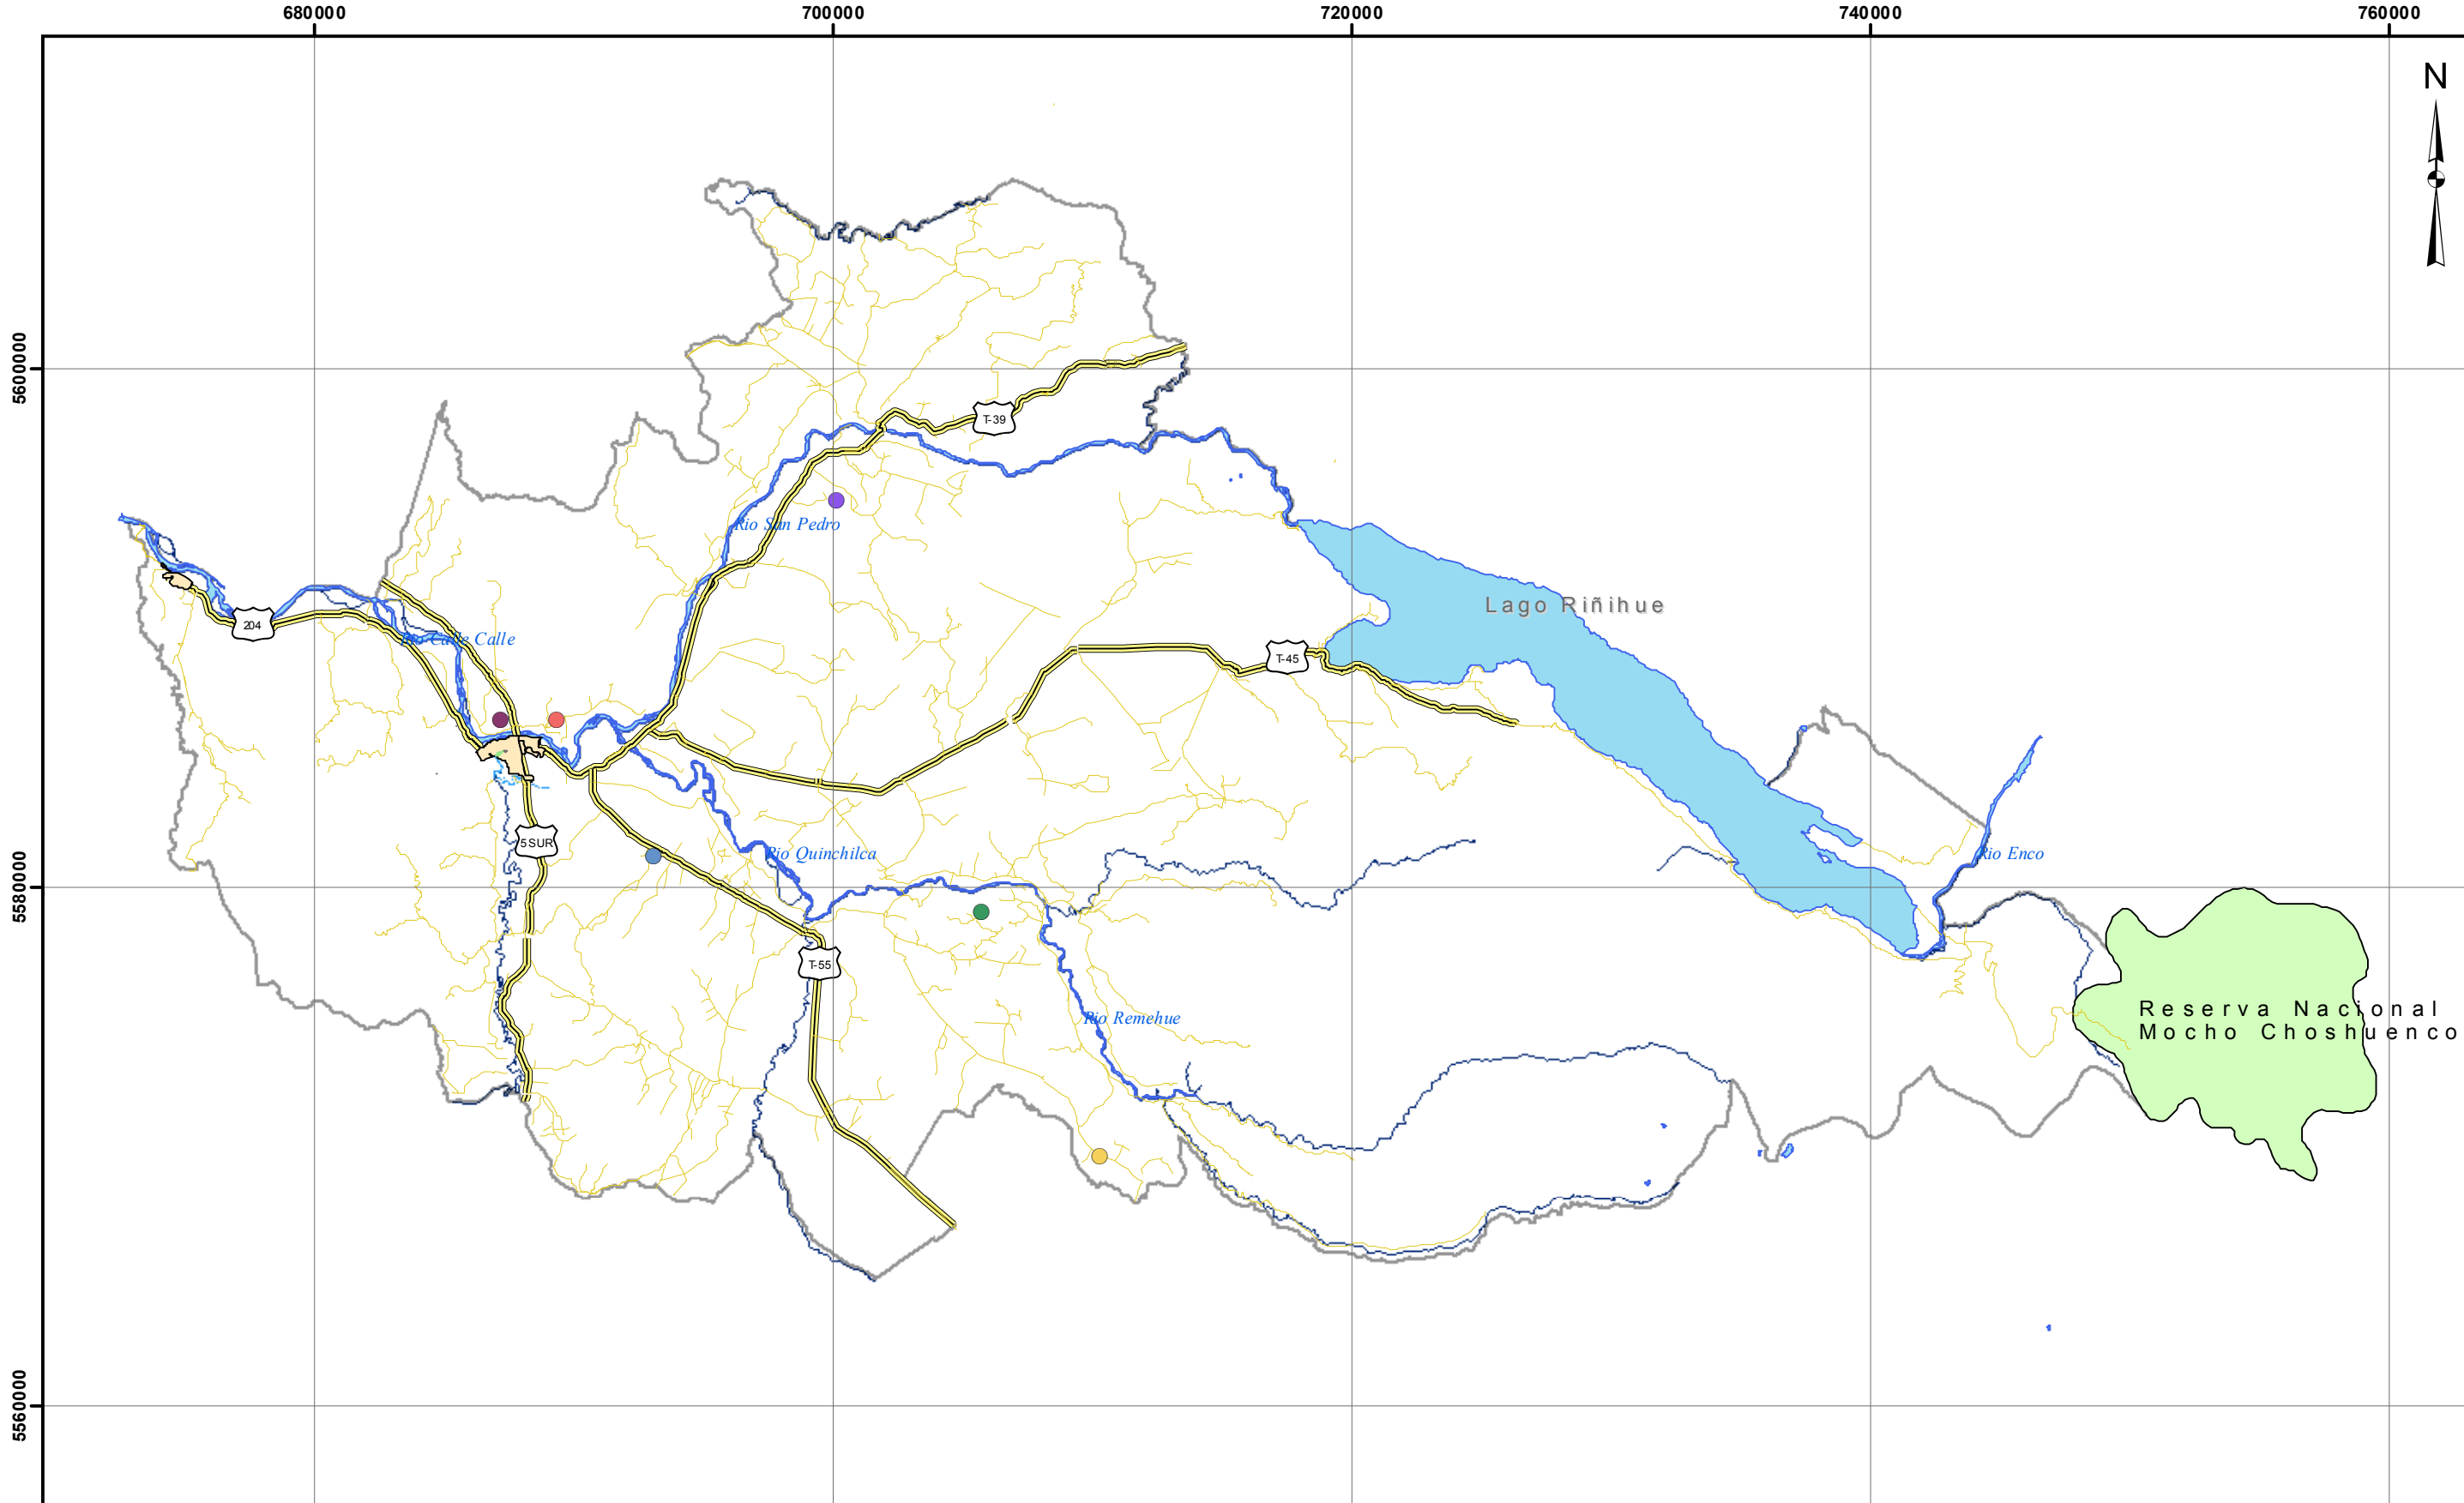 680000 700000 720000 740000 760000
N
5600000
T-39
Rio San Pedro
Lago Riñihue
204
Rio Calle Calle
T-45
5 SUR
Rio Quinchilca
Rio Enco
5580000
T-55
Reserva Nacional
Mocho Choshuenco
Rio Remehue
5560000